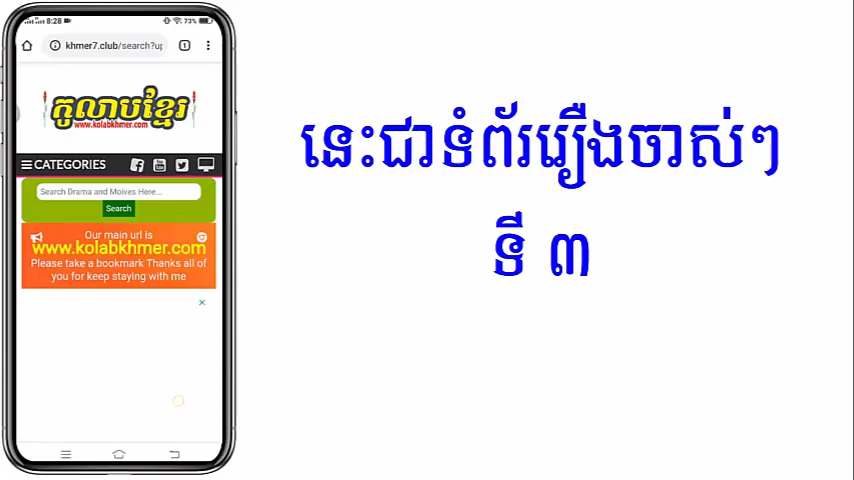 8:28
73%
khmer7.club/search?up
1
កូលាបខ្មែរ
www.kolabkhmer.com
CATEGORIES
Search Drama and Moives Here...
Search
Our main url is
www.kolabkhmer.com
Please take a bookmark Thanks all of
you for keep staying with me
នេះជាទំព័ររឿងចាស់ៗ
ទី ៣